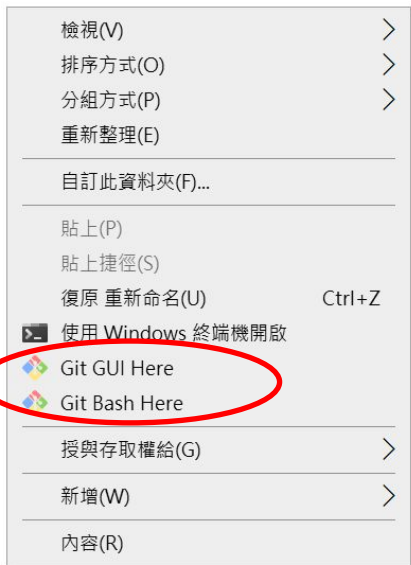 檢視(V)
排序方式(O)
分組方式(P)
重新整理(E)
自訂此資料夾(F)...
貼上(P)
貼上捷徑(S)
復原 重新命名(U) Ctrl+Z
使用 Windows 終端機開啟
Git GUI Here
Git Bash Here
授與存取權給(G)
新增(W)
內容(R)